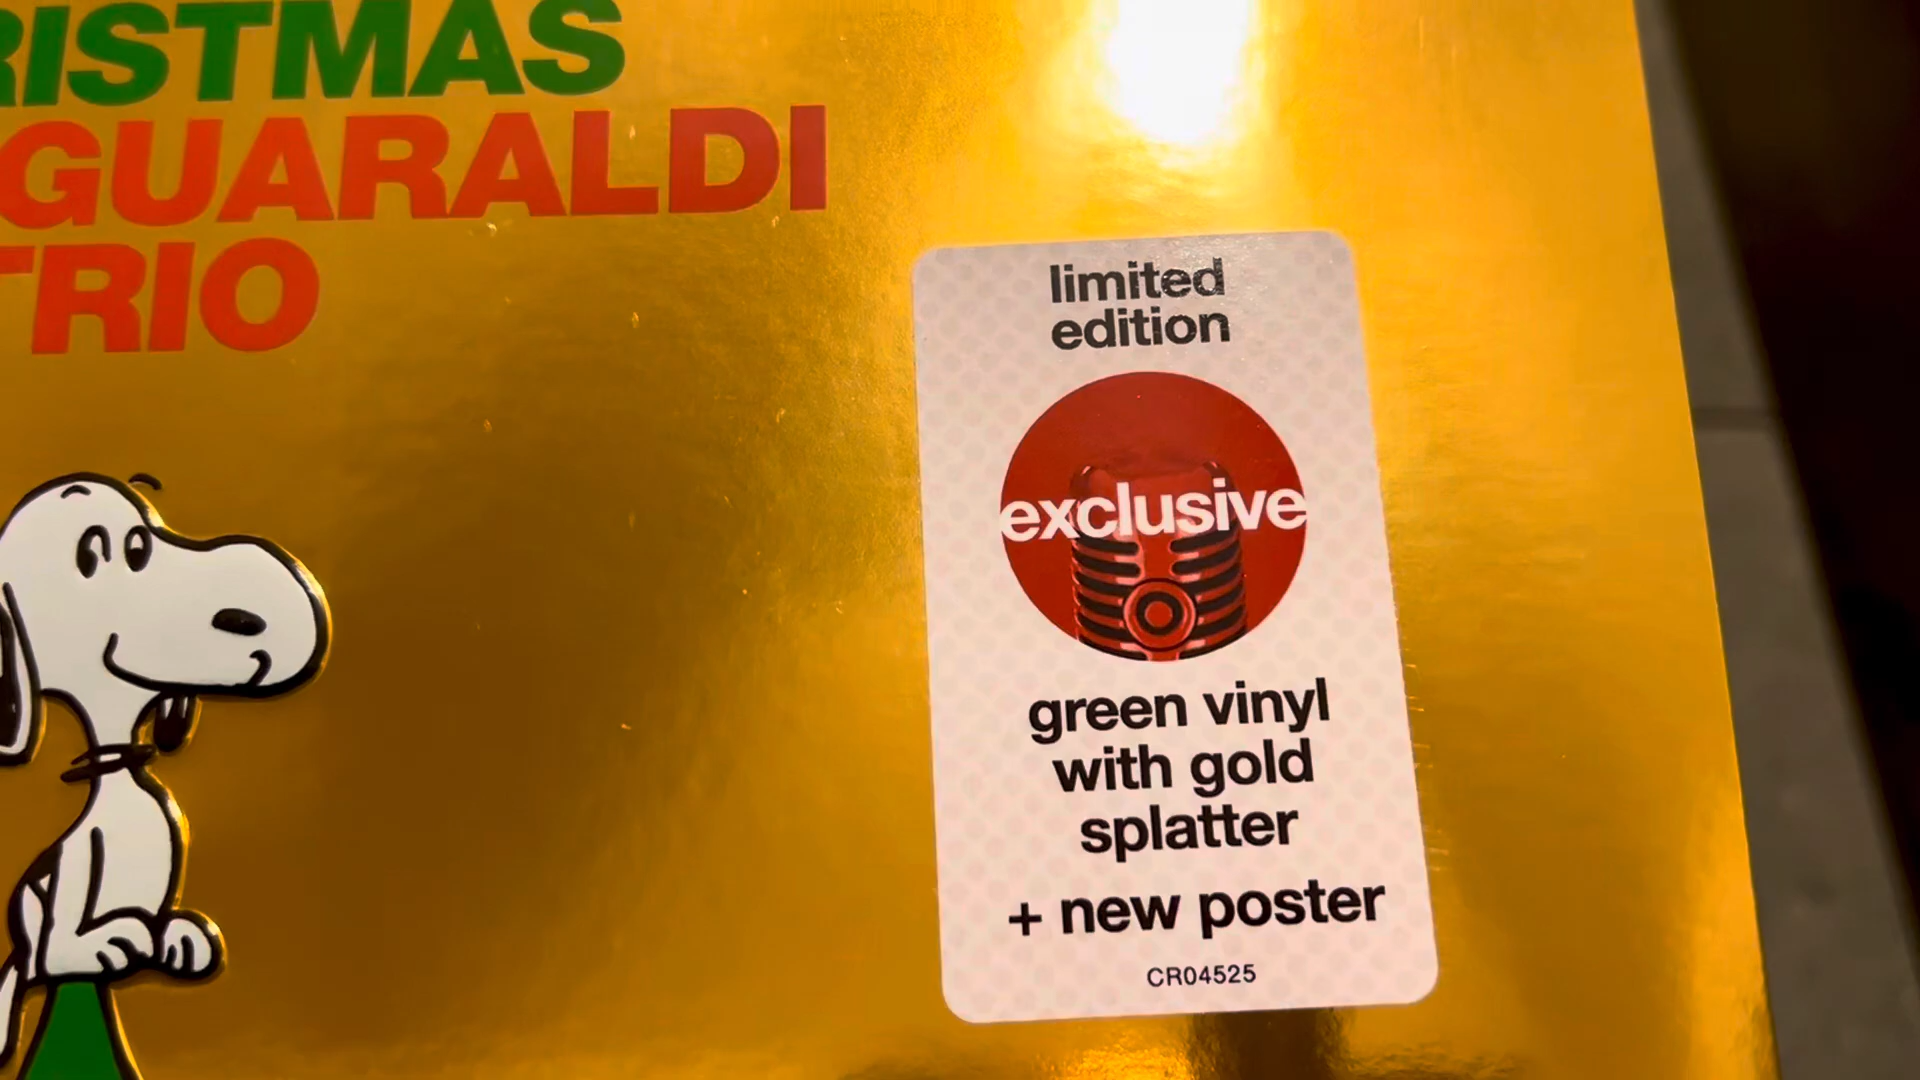 RISTMAS
GUARALDI
TRIO
limited
edition
exclusive
green vinyl
with gold
splatter
+ new poster
CR04525